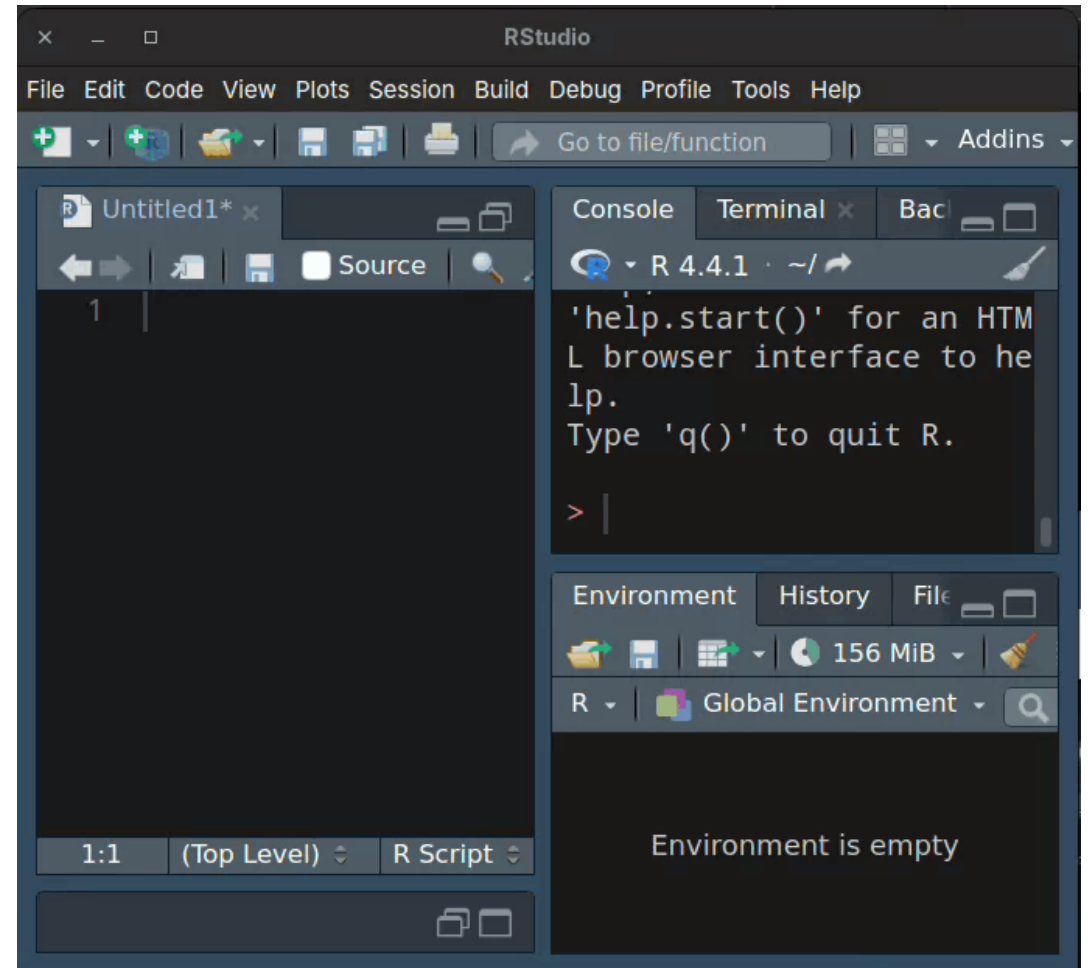 RStudio
File Edit Code View Plots Session Build Debug Profile Tools Help
Go to file/function Addins
Untitled1*
Source
1
1:1 (Top Level) R Script
Console Terminal
R 4.4.1 · ~/
'help.start()' for an HTM
L browser interface to he
lp.
Type 'q()' to quit R.
>
Environment History
156 MiB
R Global Environment
Environment is empty